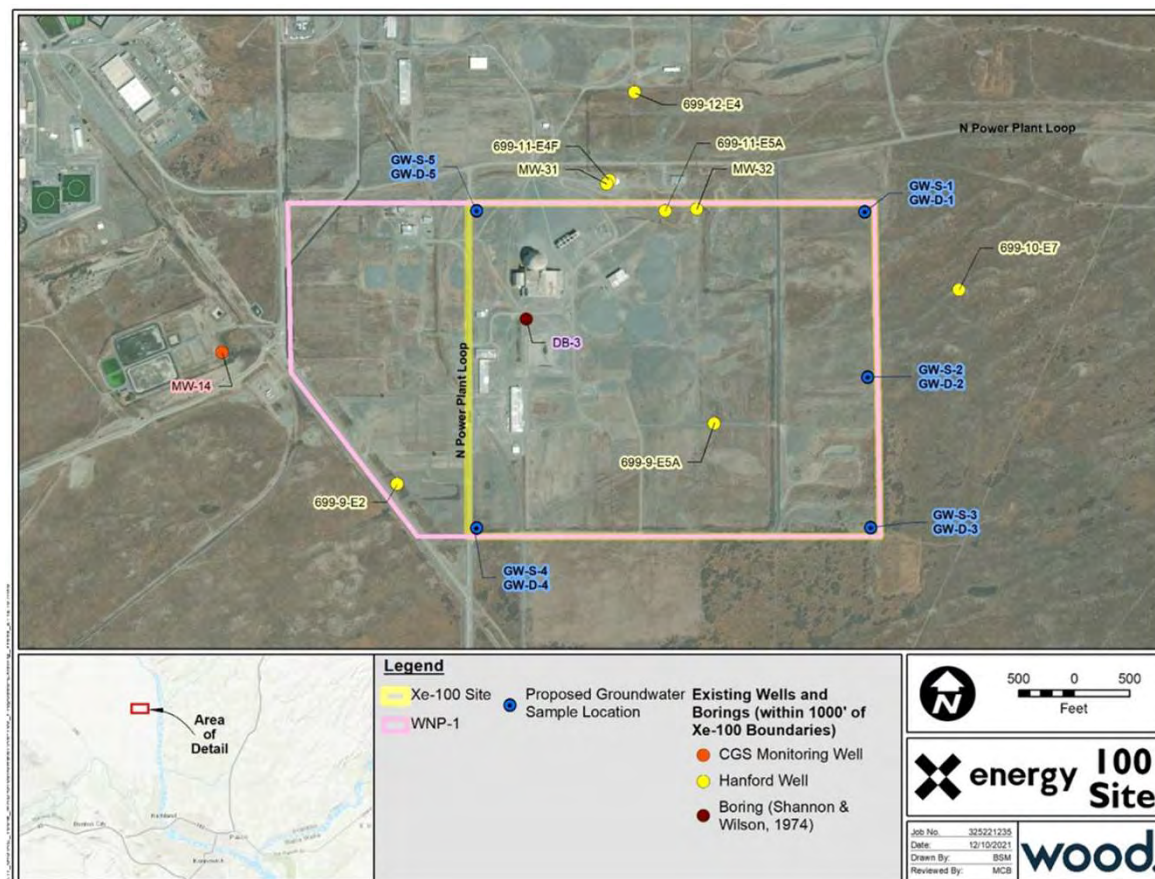 699-12-E4
N Power Plant Loop
699-11-E4F
699-11-E5A
GW-S-5
GW-D-5
MW-31
MW-32
GW-S-1
GW-D-1
699-10-E7
DB-3
N Power Plant Loop
MW-14
GW-S-2
GW-D-2
699-9-E5A
699-9-E2
GW-S-3
GW-D-3
GW-S-4
GW-D-4
Area
of
Detail
Richland
Pasco
Legend
Xe-100 Site
WNP-1
Proposed Groundwater
Sample Location
Existing Wells and
Borings (within 1000' of
Xe-100 Boundaries)
CGS Monitoring Well
Hanford Well
Boring (Shannon &
Wilson, 1974)
N
500 0 500
Feet
energy 100
Site
Job No. 325221235
Date: 12/10/2021
Drawn By: BSM
Reviewed By: MCB
wood.